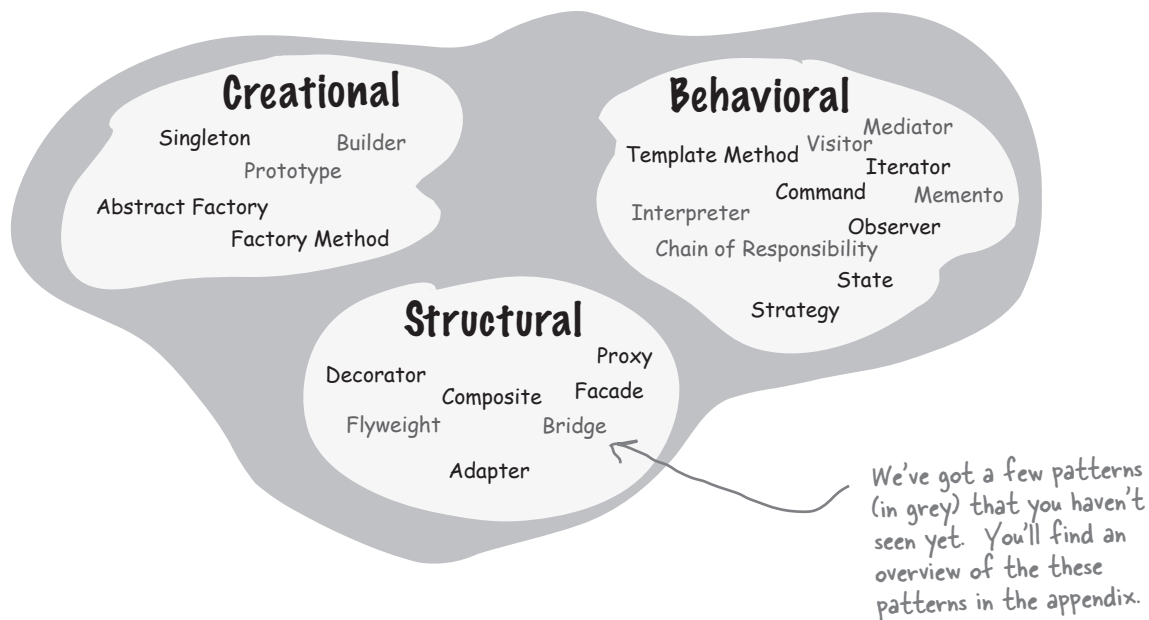 Creational
Singleton
Builder
Prototype
Abstract Factory
Factory Method
Behavioral
Mediator
Visitor
Template Method
Iterator
Command
Memento
Interpreter
Observer
Chain of Responsibility
State
Strategy
Structural
Proxy
Decorator
Facade
Composite
Flyweight
Bridge
Adapter
We've got a few patterns
(in grey) that you haven't
seen yet. You'll find an
overview of the these
patterns in the appendix.